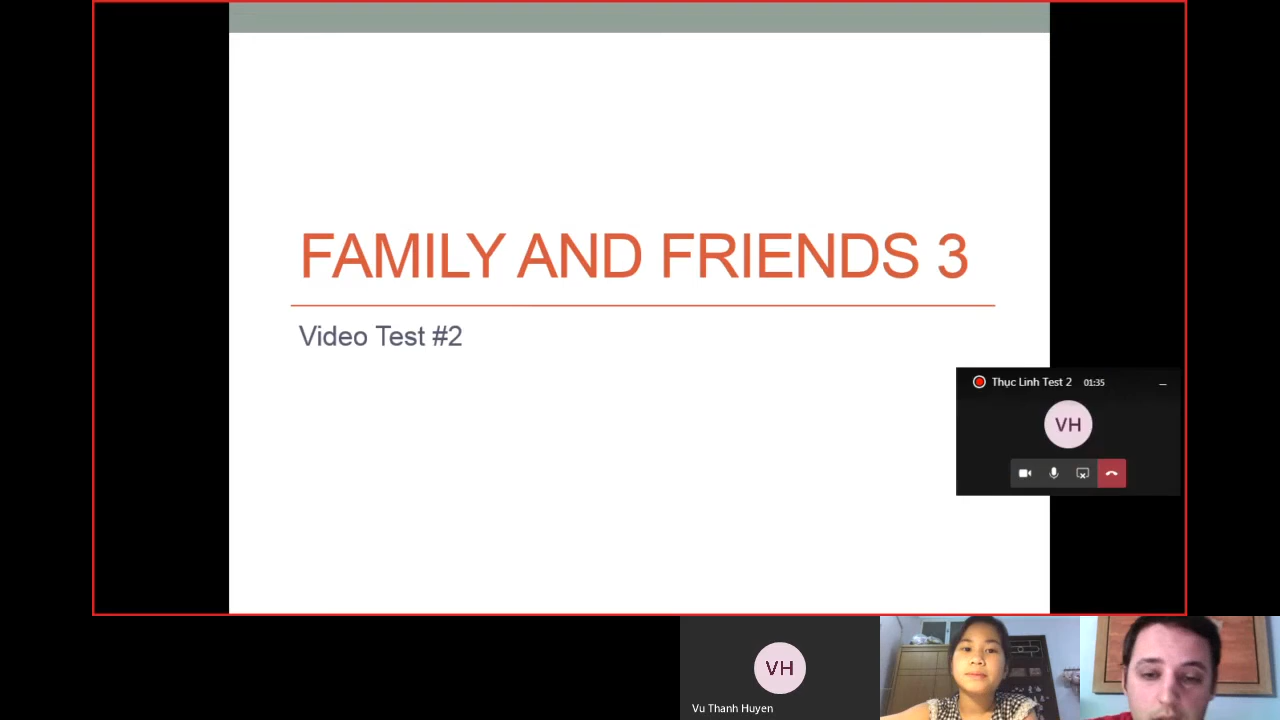 FAMILY AND FRIENDS 3
Video Test #2
Thục Linh Test 2 01:35
VH
VH
Vu Thanh Huyen